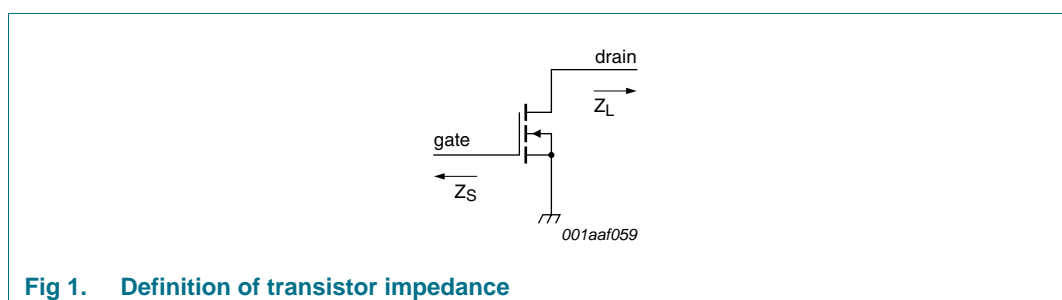 drain
Z_L
gate
Z_S
001aaf059
Fig 1. Definition of transistor impedance